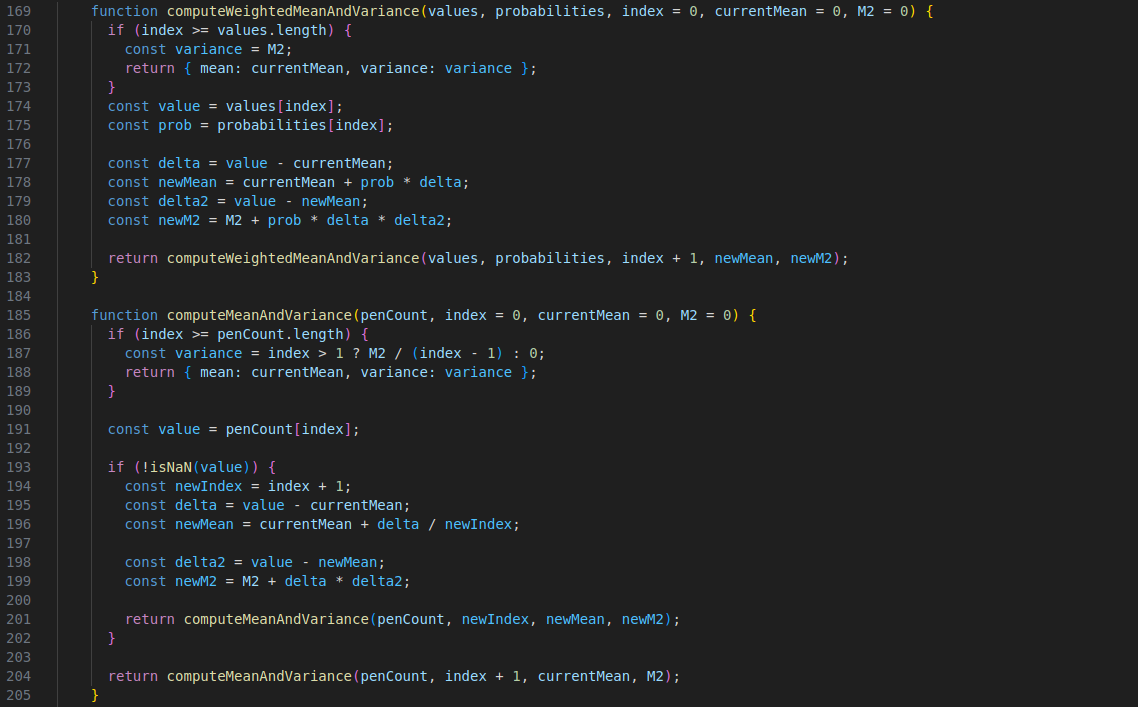 169 function computeWeightedMeanAndVariance(values, probabilities, index = 0, currentMean = 0, M2 = 0) {
170 if (index >= values.length) {
171 const variance = M2;
172 return { mean: currentMean, variance: variance };
173 }
174 const value = values[index];
175 const prob = probabilities[index];
176
177 const delta = value - currentMean;
178 const newMean = currentMean + prob * delta;
179 const delta2 = value - newMean;
180 const newM2 = M2 + prob * delta * delta2;
181
182 return computeWeightedMeanAndVariance(values, probabilities, index + 1, newMean, newM2);
183 }
184
185 function computeMeanAndVariance(penCount, index = 0, currentMean = 0, M2 = 0) {
186 if (index >= penCount.length) {
187 const variance = index > 1 ? M2 / (index - 1) : 0;
188 return { mean: currentMean, variance: variance };
189 }
190
191 const value = penCount[index];
192
193 if (!isNaN(value)) {
194 const newIndex = index + 1;
195 const delta = value - currentMean;
196 const newMean = currentMean + delta / newIndex;
197
198 const delta2 = value - newMean;
199 const newM2 = M2 + delta * delta2;
200
201 return computeMeanAndVariance(penCount, newIndex, newMean, newM2);
202 }
203
204 return computeMeanAndVariance(penCount, index + 1, currentMean, M2);
205 }